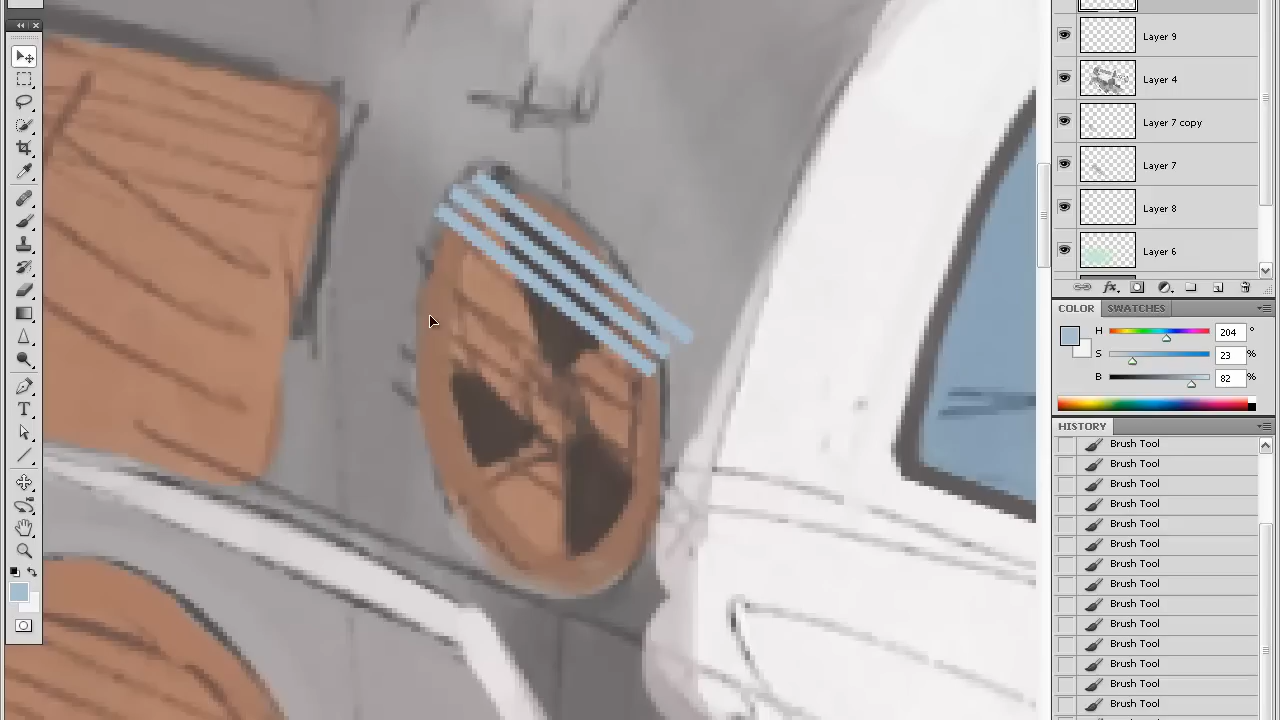 Layer 9
Layer 4
Layer 7 copy
Layer 7
Layer 8
Layer 6
fx
COLOR SWATCHES
H 204 °
S 23 %
B 82 %
HISTORY
Brush Tool
Brush Tool
Brush Tool
Brush Tool
Brush Tool
Brush Tool
Brush Tool
Brush Tool
Brush Tool
Brush Tool
Brush Tool
Brush Tool
Brush Tool
Brush Tool
T